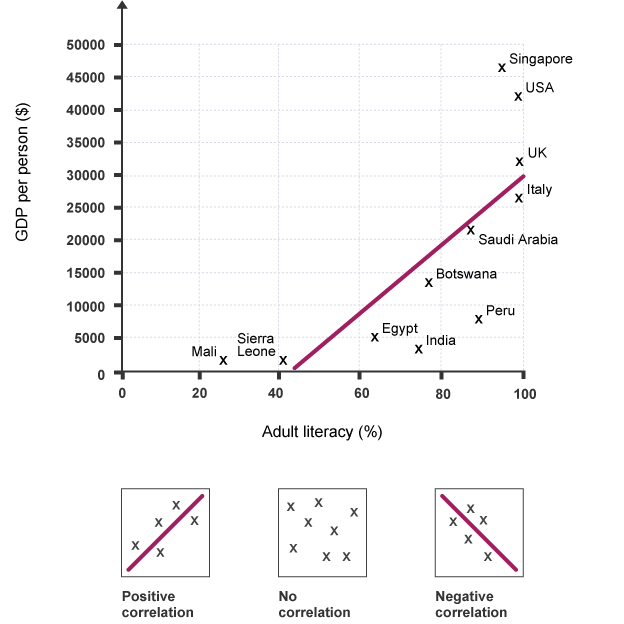 GDP per person ($)
50000
45000
40000
35000
30000
25000
20000
15000
10000
5000
0
Singapore
USA
UK
Italy
Saudi Arabia
Botswana
Peru
Egypt
India
Sierra
Leone
Mali
0 20 40 60 80 100
Adult literacy (%)
Positive
correlation
No
correlation
Negative
correlation